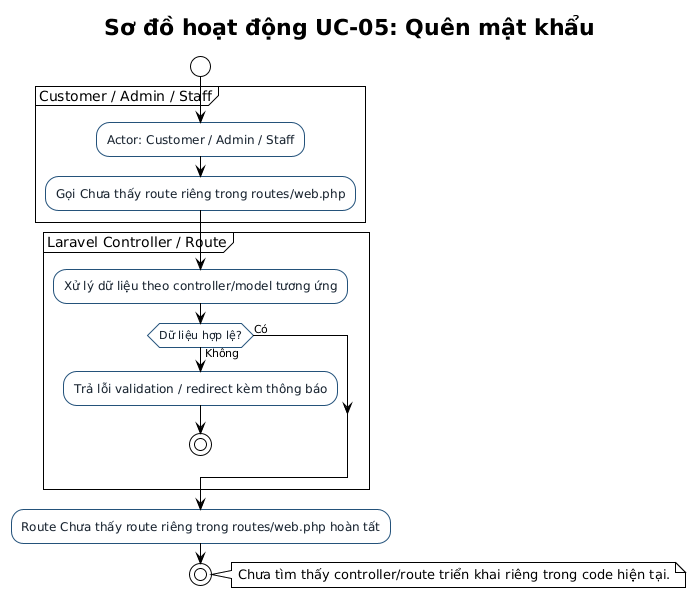 Sơ đồ hoạt động UC-05: Quên mật khẩu
Customer / Admin / Staff
Actor: Customer / Admin / Staff
Gọi Chưa thấy route riêng trong routes/web.php
Laravel Controller / Route
Xử lý dữ liệu theo controller/model tương ứng
Dữ liệu hợp lệ?
Có
Không
Trả lỗi validation / redirect kèm thông báo
Route Chưa thấy route riêng trong routes/web.php hoàn tất
Chưa tìm thấy controller/route triển khai riêng trong code hiện tại.